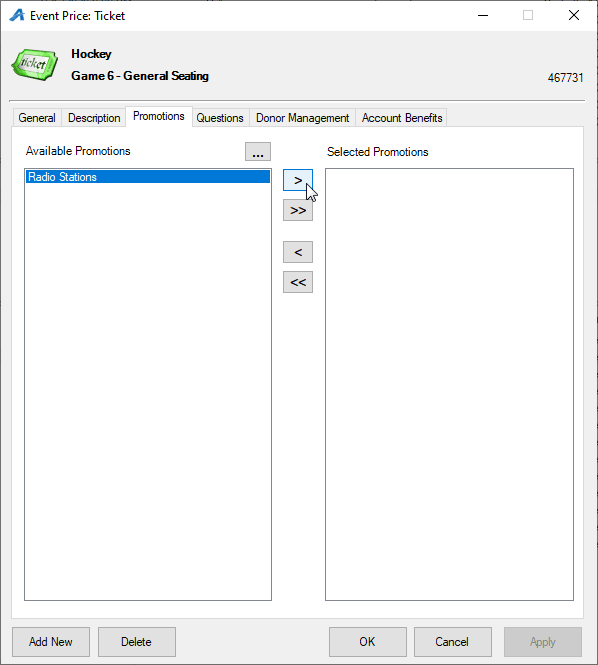 Event Price: Ticket
ticket
Hockey
Game 6 - General Seating
467731
General Description Promotions Questions Donor Management Account Benefits
Available Promotions
...
Selected Promotions
Radio Stations
>
>>
<
<<
Add New Delete OK Cancel Apply